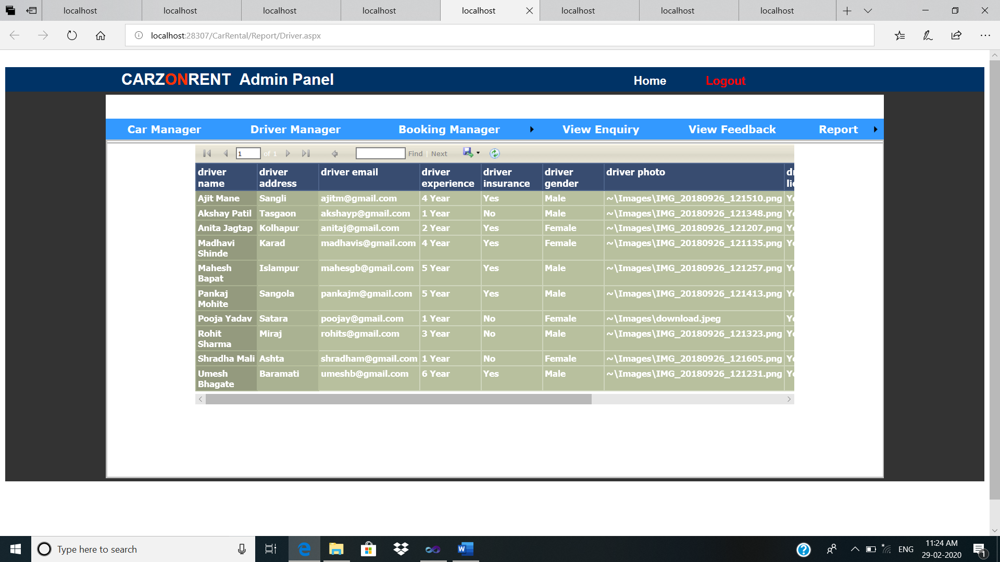 localhost localhost localhost localhost localhost localhost localhost localhost
localhost:28307/CarRental/Report/Driver.aspx
CARZONRENT Admin Panel Home Logout
Car Manager Driver Manager Booking Manager View Enquiry View Feedback Report
1 of 1 Find | Next
driver name driver address driver email driver experience driver insurance driver gender driver photo
Ajit Mane Sangli ajitm@gmail.com 4 Year Yes Male ~\Images\IMG_20180926_121510.png
Akshay Patil Tasgaon akshayp@gmail.com 1 Year No Male ~\Images\IMG_20180926_121348.png
Anita Jagtap Kolhapur anitaj@gmail.com 2 Year Yes Female ~\Images\IMG_20180926_121207.png
Madhavi Shinde Karad madhavis@gmail.com 4 Year Yes Female ~\Images\IMG_20180926_121135.png
Mahesh Bapat Islampur mahesgb@gmail.com 5 Year Yes Male ~\Images\IMG_20180926_121257.png
Pankaj Mohite Sangola pankajm@gmail.com 5 Year Yes Male ~\Images\IMG_20180926_121413.png
Pooja Yadav Satara poojay@gmail.com 1 Year No Female ~\Images\download.jpeg
Rohit Sharma Miraj rohits@gmail.com 3 Year No Male ~\Images\IMG_20180926_121323.png
Shradha Mali Ashta shradham@gmail.com 1 Year No Female ~\Images\IMG_20180926_121605.png
Umesh Bhagate Baramati umeshb@gmail.com 6 Year Yes Male ~\Images\IMG_20180926_121231.png
Type here to search
ENG
11:24 AM
29-02-2020
1